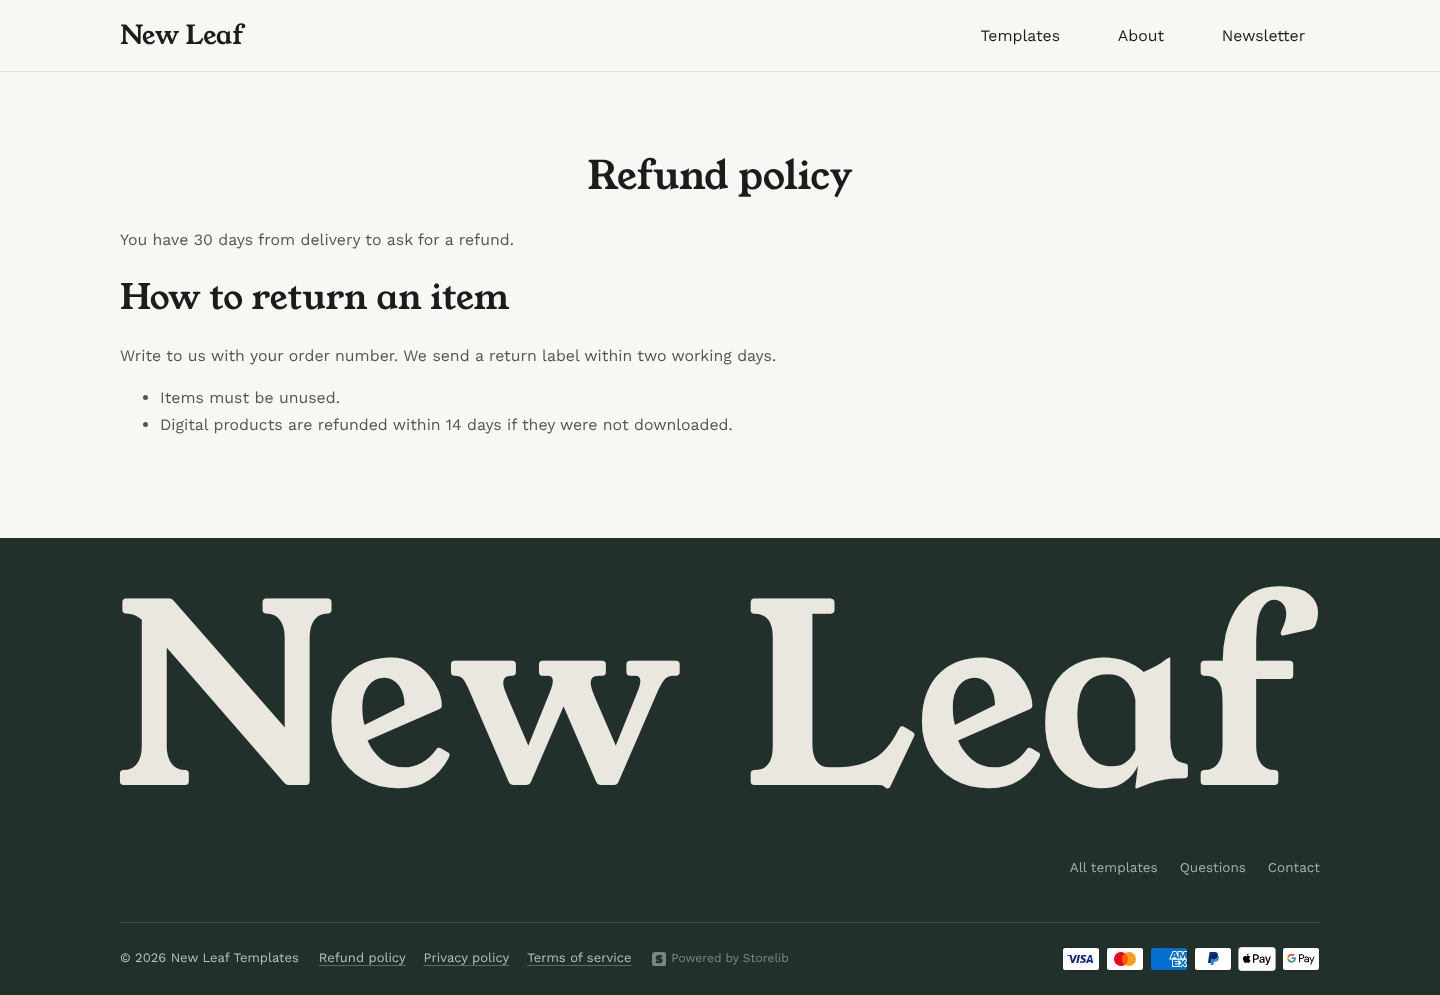 New Leaf
Templates About Newsletter
Refund policy
You have 30 days from delivery to ask for a refund.
How to return an item
Write to us with your order number. We send a return label within two working days.
• Items must be unused.
• Digital products are refunded within 14 days if they were not downloaded.
New Leaf
All templates Questions Contact
© 2026 New Leaf Templates Refund policy Privacy policy Terms of service S Powered by Storelib VISA AMEX P Pay G Pay